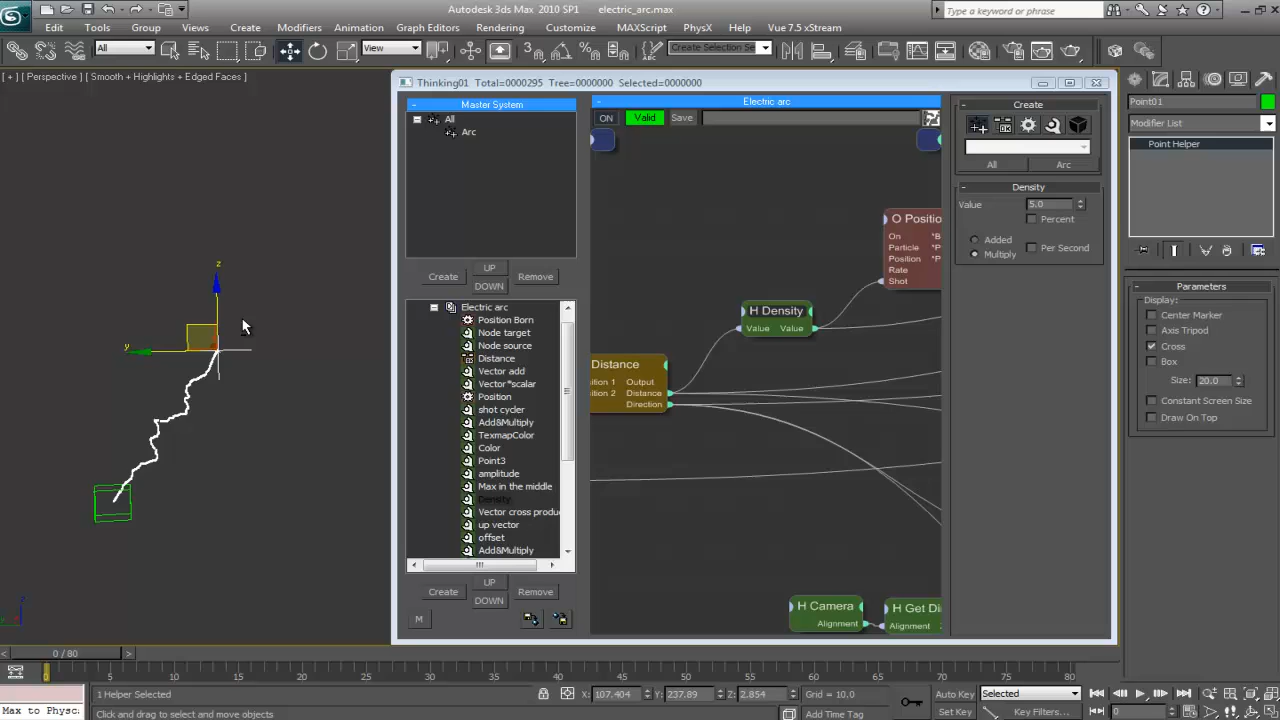 Autodesk 3ds Max 2010 SP1 electric_arc.max
Type a keyword or phrase
Edit Tools Group Views Create Modifiers Animation Graph Editors Rendering Customize MAXScript PhysX Help Vue 7.5 xStream
All
View
Create Selection Se
[ + ] [ Perspective ] [ Smooth + Highlights + Edged Faces ]
Thinking01 Total=0000295 Tree=0000000 Selected=0000000
Master System
All
Arc
Create
UP
DOWN
Remove
Electric arc
Position Born
Node target
Node source
Distance
Vector add
Vector*scalar
Position
shot cycler
Add&Multiply
TexmapColor
Color
Point3
amplitude
Max in the middle
Density
Vector cross produ
up vector
offset
Add&Multiply
Create
UP
DOWN
Remove
M
Electric arc
ON Valid Save
O Positio
On "B
Particle "P
Position "P
Rate
Shot
H Density
Value Value
Distance
ition 1 Output
ition 2 Distance
Direction
H Camera
Alignment
H Get Di
Alignment
Create
All Arc
Density
Value 5.0
Percent
Added
Multiply
Per Second
Point01
Modifier List
Point Helper
Parameters
Display:
Center Marker
Axis Tripod
Cross
Box
Size: 20.0
Constant Screen Size
Draw On Top
z
y
z
0 / 80
0 5 10 15 20 25 30 35 40 45 50 55 60 65 70 75 80
1 Helper Selected
X: 107.404 Y: 237.89 Z: 2.854 Grid = 10.0
Auto Key Selected
Max to Physc
Click and drag to select and move objects
Add Time Tag
Set Key Key Filters... 0